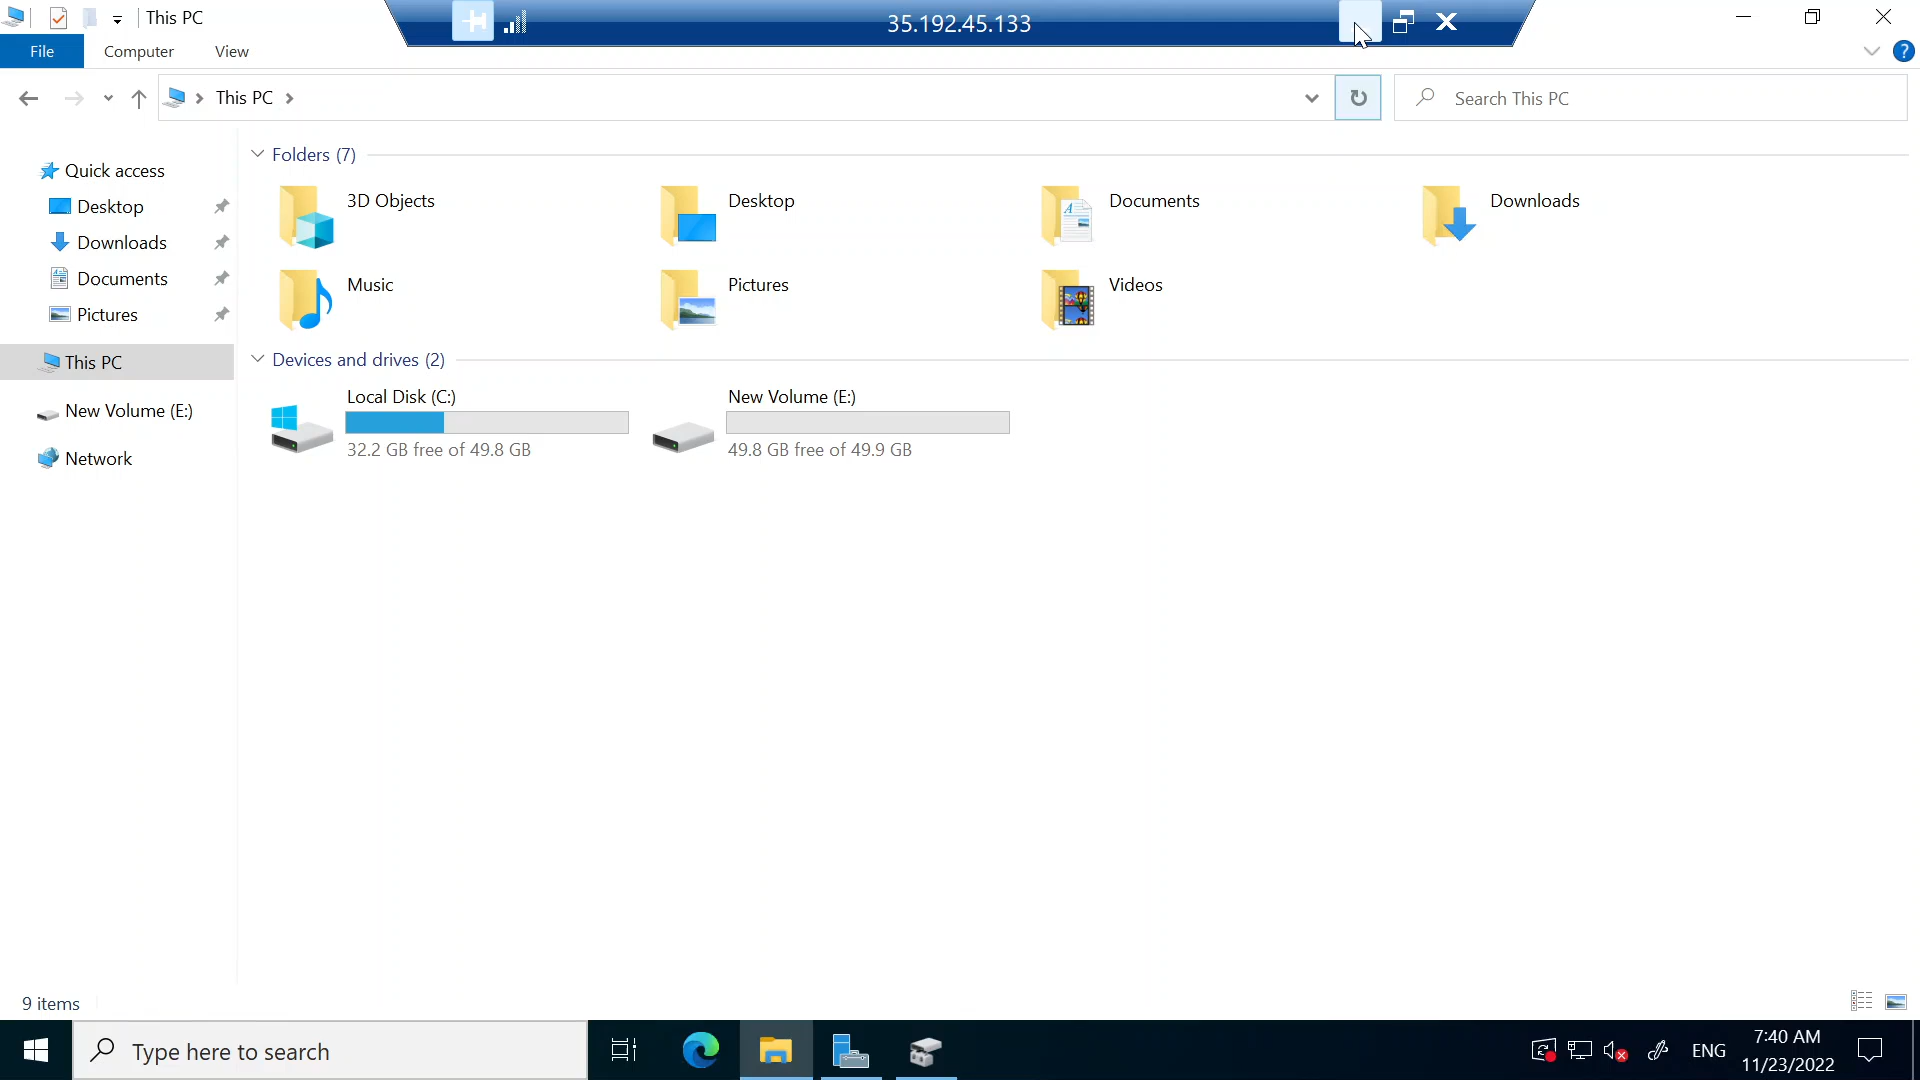 This PC
35.192.45.133
File
Computer
View
This PC
Search This PC
Quick access
Desktop
Downloads
Documents
Pictures
This PC
New Volume (E:)
Network
Folders (7)
3D Objects
Desktop
Documents
Downloads
Music
Pictures
Videos
Devices and drives (2)
Local Disk (C:)
32.2 GB free of 49.8 GB
New Volume (E:)
49.8 GB free of 49.9 GB
9 items
Type here to search
ENG
7:40 AM
11/23/2022